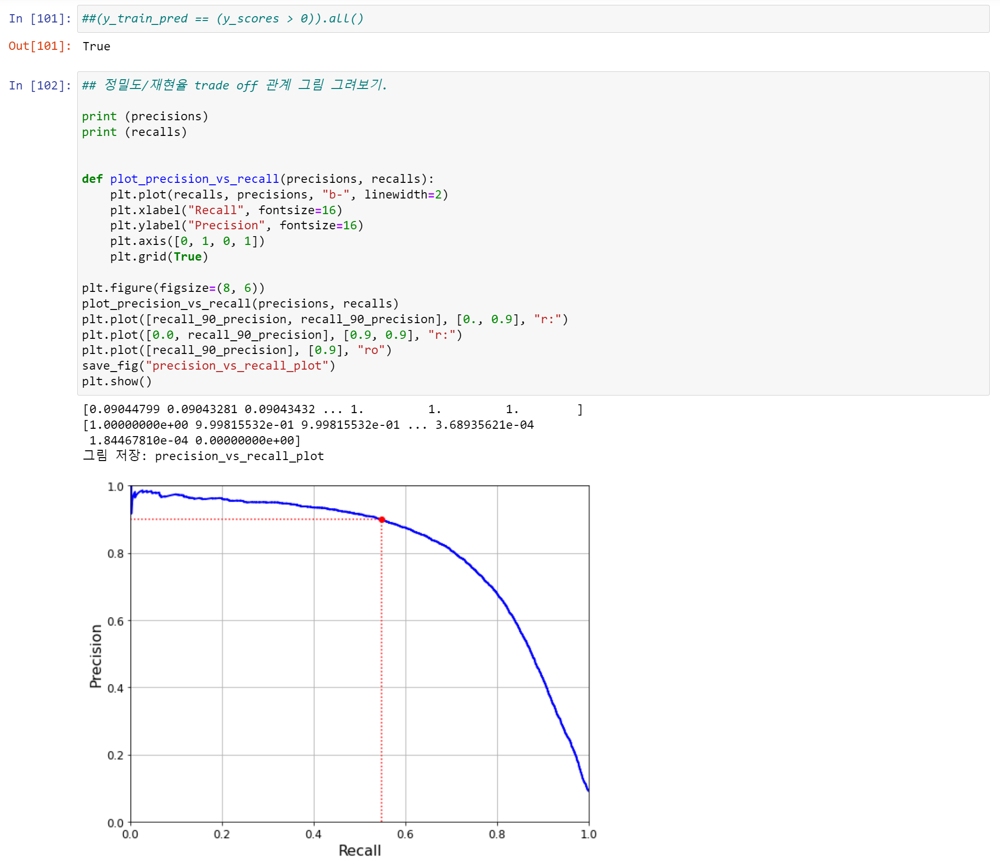 In [101]: ##(y_train_pred == (y_scores > 0)).all()
Out[101]: True
In [102]: ## 정밀도/재현율 trade off 관계 그림 그려보기.
print (precisions)
print (recalls)
def plot_precision_vs_recall(precisions, recalls):
    plt.plot(recalls, precisions, "b-", linewidth=2)
    plt.xlabel("Recall", fontsize=16)
    plt.ylabel("Precision", fontsize=16)
    plt.axis([0, 1, 0, 1])
    plt.grid(True)
plt.figure(figsize=(8, 6))
plot_precision_vs_recall(precisions, recalls)
plt.plot([recall_90_precision, recall_90_precision], [0., 0.9], "r:")
plt.plot([0.0, recall_90_precision], [0.9, 0.9], "r:")
plt.plot([recall_90_precision], [0.9], "ro")
save_fig("precision_vs_recall_plot")
plt.show()
[0.09044799 0.09043281 0.09043432 ... 1.         1.         1.        ]
[1.00000000e+00 9.99815532e-01 9.99815532e-01 ... 3.68935621e-04
 1.84467810e-04 0.00000000e+00]
그림 저장: precision_vs_recall_plot
1.0
0.8
0.6
0.4
0.2
0.0
Precision
0.0 0.2 0.4 0.6 0.8 1.0
Recall